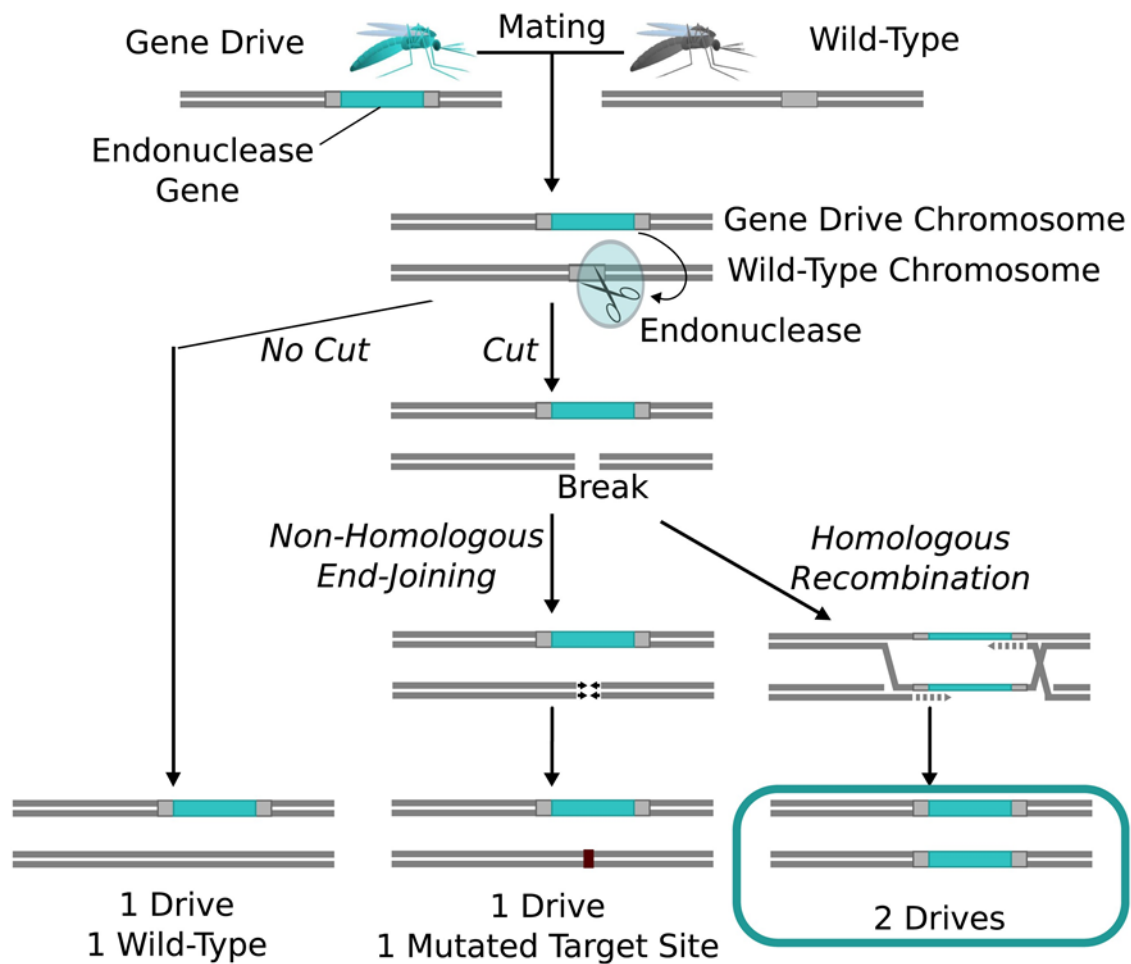 Gene Drive
Mating
Wild-Type
Endonuclease
Gene
Gene Drive Chromosome
Wild-Type Chromosome
Endonuclease
No Cut
Cut
Break
Non-Homologous
End-Joining
Homologous
Recombination
1 Drive
1 Wild-Type
1 Drive
1 Mutated Target Site
2 Drives